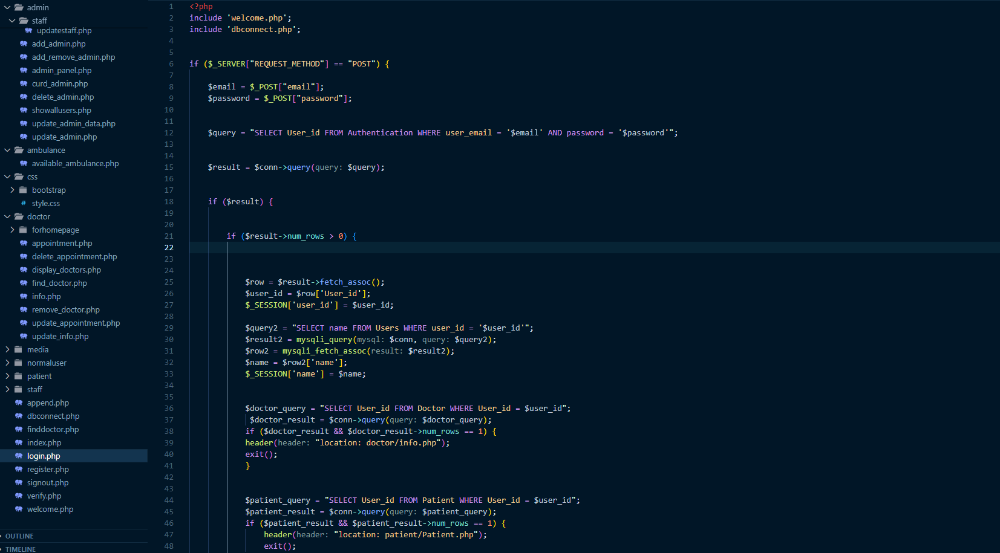 admin
staff
updatestaff.php
add_admin.php
add_remove_admin.php
admin_panel.php
curd_admin.php
delete_admin.php
showallusers.php
update_admin_data.php
update_admin.php
ambulance
available_ambulance.php
css
bootstrap
# style.css
doctor
forhomepage
appointment.php
delete_appointment.php
display_doctors.php
find_doctor.php
info.php
remove_doctor.php
update_appointment.php
update_info.php
media
normaluser
patient
staff
append.php
dbconnect.php
finddoctor.php
index.php
login.php
register.php
signout.php
verify.php
welcome.php
OUTLINE
TIMELINE
1 <?php
2 include 'welcome.php';
3 include 'dbconnect.php';
4
5
6 if ($_SERVER["REQUEST_METHOD"] == "POST") {
7
8 $email = $_POST["email"];
9 $password = $_POST["password"];
10
11
12 $query = "SELECT User_id FROM Authentication WHERE user_email = '$email' AND password = '$password'";
13
14
15 $result = $conn->query(query: $query);
16
17
18 if ($result) {
19
20
21 if ($result->num_rows > 0) {
22
23
24
25 $row = $result->fetch_assoc();
26 $user_id = $row['User_id'];
27 $_SESSION['user_id'] = $user_id;
28
29 $query2 = "SELECT name FROM Users WHERE user_id = '$user_id'";
30 $result2 = mysqli_query(mysql: $conn, query: $query2);
31 $row2 = mysqli_fetch_assoc(result: $result2);
32 $name = $row2['name'];
33 $_SESSION['name'] = $name;
34
35
36 $doctor_query = "SELECT User_id FROM Doctor WHERE User_id = $user_id";
37 $doctor_result = $conn->query(query: $doctor_query);
38 if ($doctor_result && $doctor_result->num_rows == 1) {
39 header(header: "location: doctor/info.php");
40 exit();
41 }
42
43
44 $patient_query = "SELECT User_id FROM Patient WHERE User_id = $user_id";
45 $patient_result = $conn->query(query: $patient_query);
46 if ($patient_result && $patient_result->num_rows == 1) {
47 header(header: "location: patient/Patient.php");
48 exit();